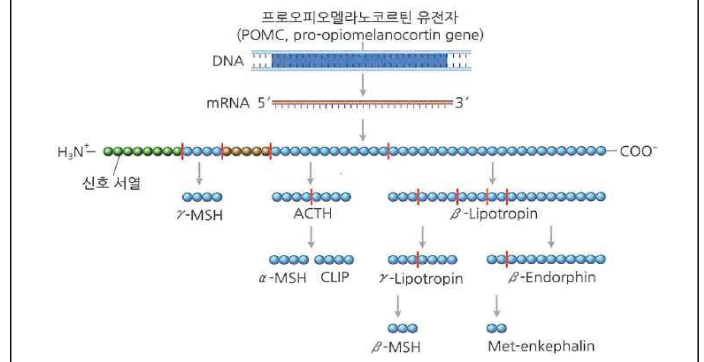 프로오피오멜라노코르틴 유전자
(POMC, pro-opiomelanocortin gene)
DNA
mRNA 5′ 3′
H₃N⁺– –COO⁻
신호 서열
γ-MSH ACTH β-Lipotropin
α-MSH CLIP γ-Lipotropin β-Endorphin
β-MSH Met-enkephalin